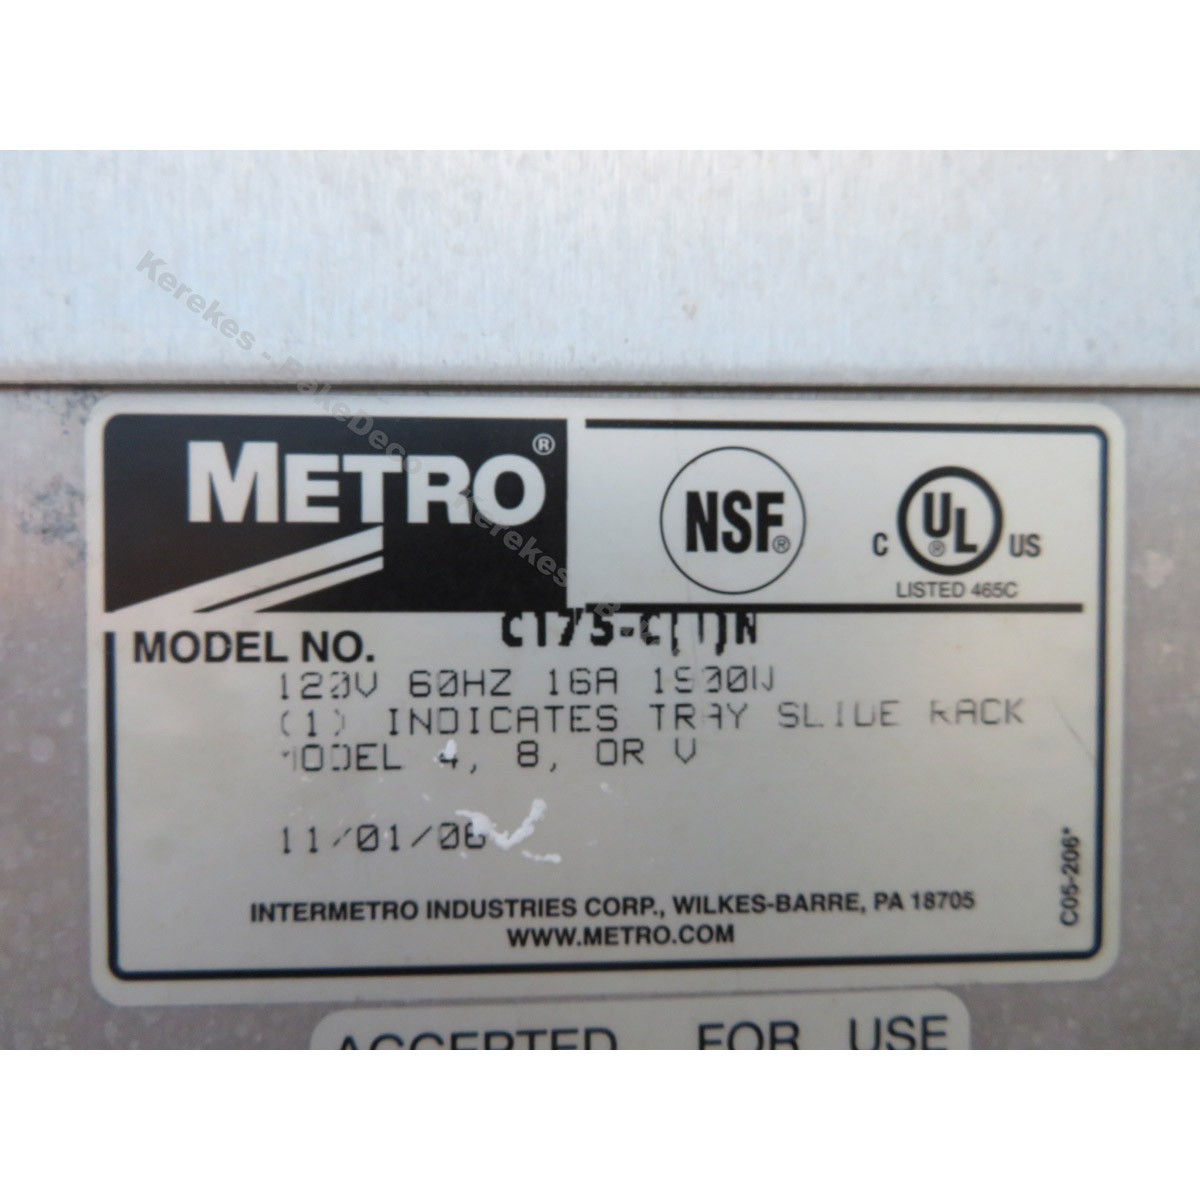 Kerekes - BakeDeco
Kerekes
METRO®
NSF®
C UL® US
LISTED 465C
MODEL NO. C175-C(1)N
120V 60HZ 16A 1900W
(1) INDICATES TRAY SLIDE RACK
MODEL 4, 8, OR V
11/01/06
INTERMETRO INDUSTRIES CORP., WILKES-BARRE, PA 18705
WWW.METRO.COM
C05-206*
ACCEPTED FOR USE